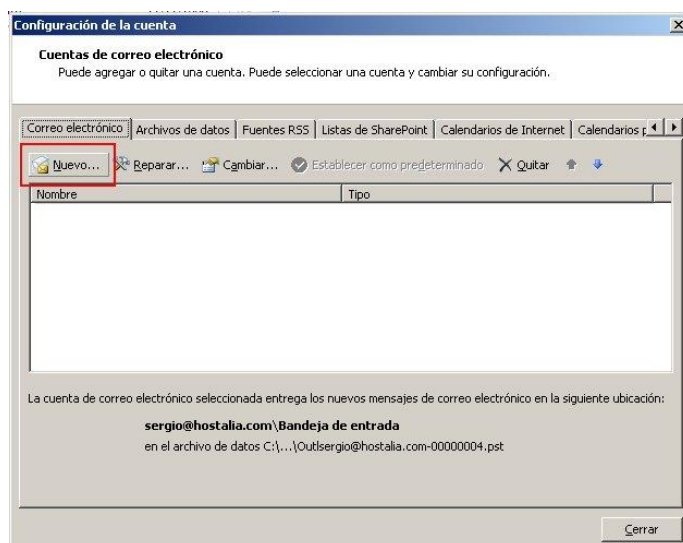 Configuración de la cuenta
Cuentas de correo electrónico
Puede agregar o quitar una cuenta. Puede seleccionar una cuenta y cambiar su configuración.
Correo electrónico Archivos de datos Fuentes RSS Listas de SharePoint Calendarios de Internet Calendarios
Nuevo... Reparar... Cambiar... Establecer como predeterminado Quitar
Nombre Tipo
La cuenta de correo electrónico seleccionada entrega los nuevos mensajes de correo electrónico en la siguiente ubicación:
sergio@hostalia.com\Bandeja de entrada
en el archivo de datos C:\...\Outlsergio@hostalia.com-00000004.pst
Cerrar